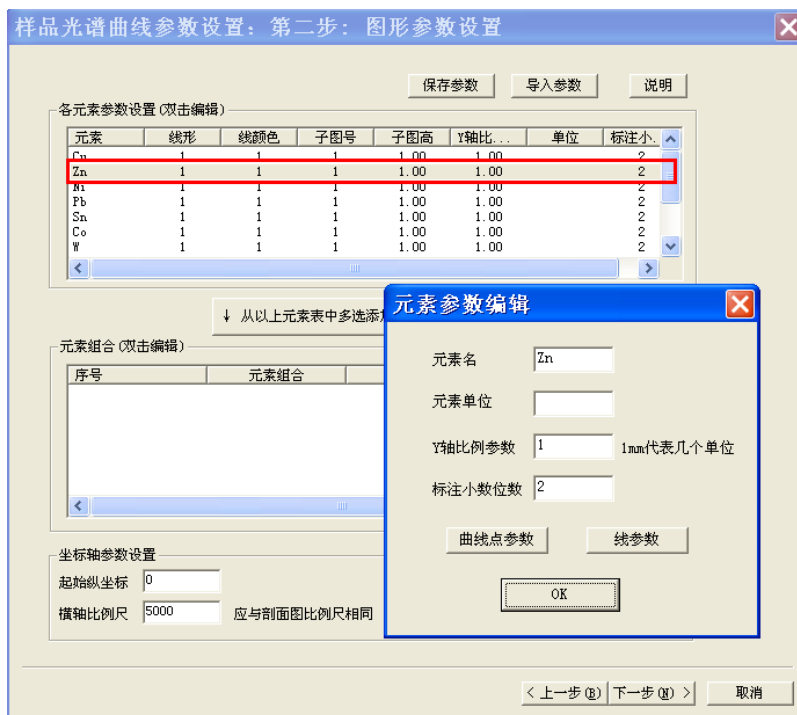 样品光谱曲线参数设置：第二步：图形参数设置
保存参数 导入参数 说明
各元素参数设置(双击编辑)
元素 线形 线颜色 子图号 子图高 Y轴比... 单位 标注小.
Cu 1 1 1 1.00 1.00 2
Zn 1 1 1 1.00 1.00 2
Ni 1 1 1 1.00 1.00 2
Pb 1 1 1 1.00 1.00 2
Sn 1 1 1 1.00 1.00 2
Co 1 1 1 1.00 1.00 2
W 1 1 1 1.00 1.00 2
↓ 从以上元素表中多选添
元素组合(双击编辑)
序号 元素组合
坐标轴参数设置
起始纵坐标 0
横轴比例尺 5000 应与剖面图比例尺相同
元素参数编辑
元素名 Zn
元素单位
Y轴比例参数 1 1mm代表几个单位
标注小数位数 2
曲线点参数 线参数
OK
< 上一步(B) 下一步(N) > 取消